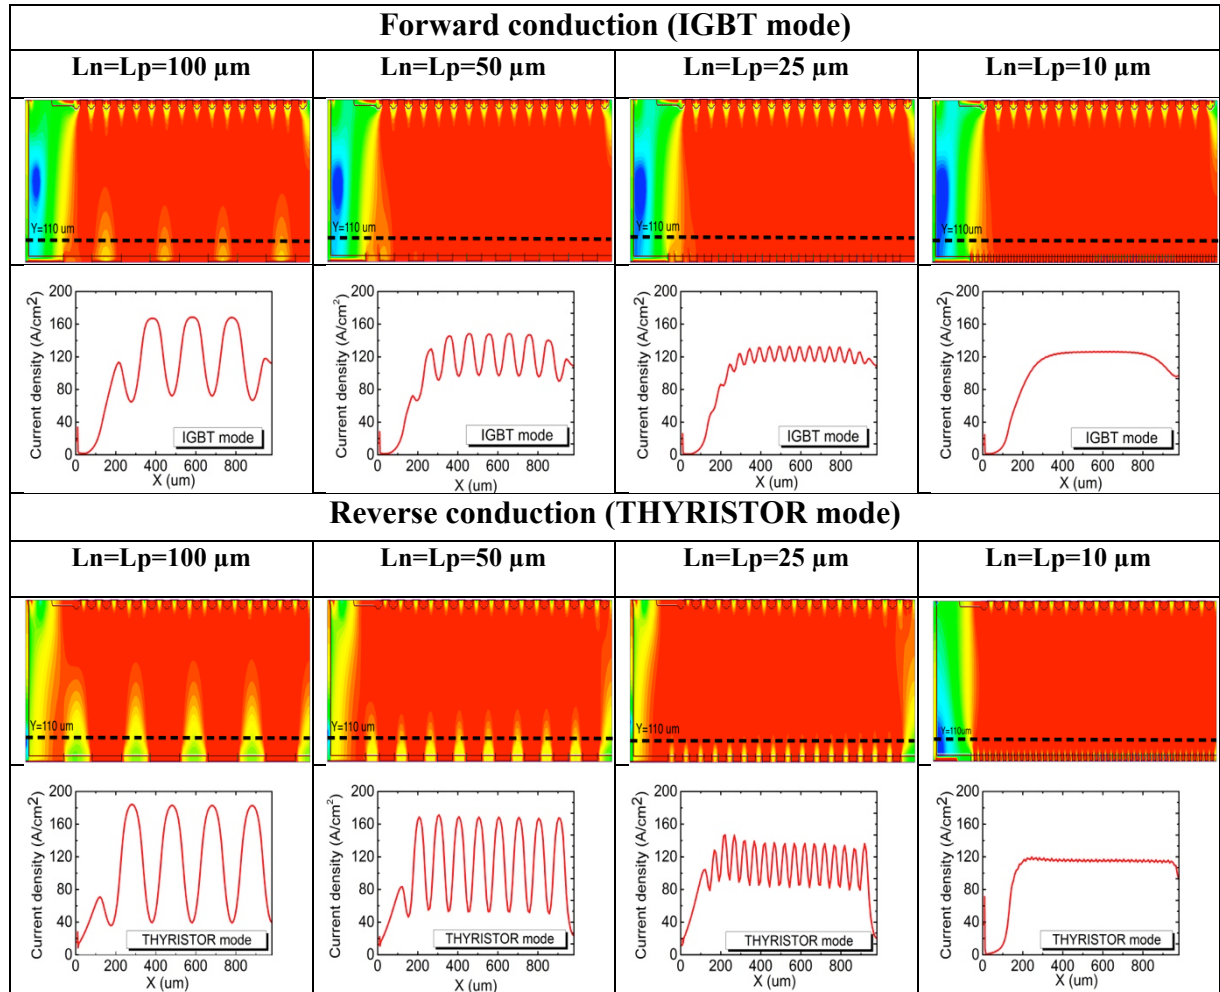 Forward conduction (IGBT mode)
Ln=Lp=100 µm
Ln=Lp=50 µm
Ln=Lp=25 µm
Ln=Lp=10 µm
Y=110 um
Y=110 um
Y=110 um
Y=110um
Current density (A/cm²)
200
160
120
80
40
0
0 200 400 600 800
X (um)
IGBT mode
Current density (A/cm²)
200
160
120
80
40
0
0 200 400 600 800
X (um)
IGBT mode
Current density (A/cm²)
200
160
120
80
40
0
0 200 400 600 800
X (um)
IGBT mode
Current density (A/cm²)
200
160
120
80
40
0
0 200 400 600 800
X (um)
IGBT mode
Reverse conduction (THYRISTOR mode)
Ln=Lp=100 µm
Ln=Lp=50 µm
Ln=Lp=25 µm
Ln=Lp=10 µm
Y=110 um
Y=110 um
Y=110 um
Y=110um
Current density (A/cm²)
200
160
120
80
40
0
0 200 400 600 800
X (um)
THYRISTOR mode
Current density (A/cm²)
200
160
120
80
40
0
0 200 400 600 800
X (um)
THYRISTOR mode
Current density (A/cm²)
200
160
120
80
40
0
0 200 400 600 800
X (um)
THYRISTOR mode
Current density (A/cm²)
200
160
120
80
40
0
0 200 400 600 800
X (um)
THYRISTOR mode